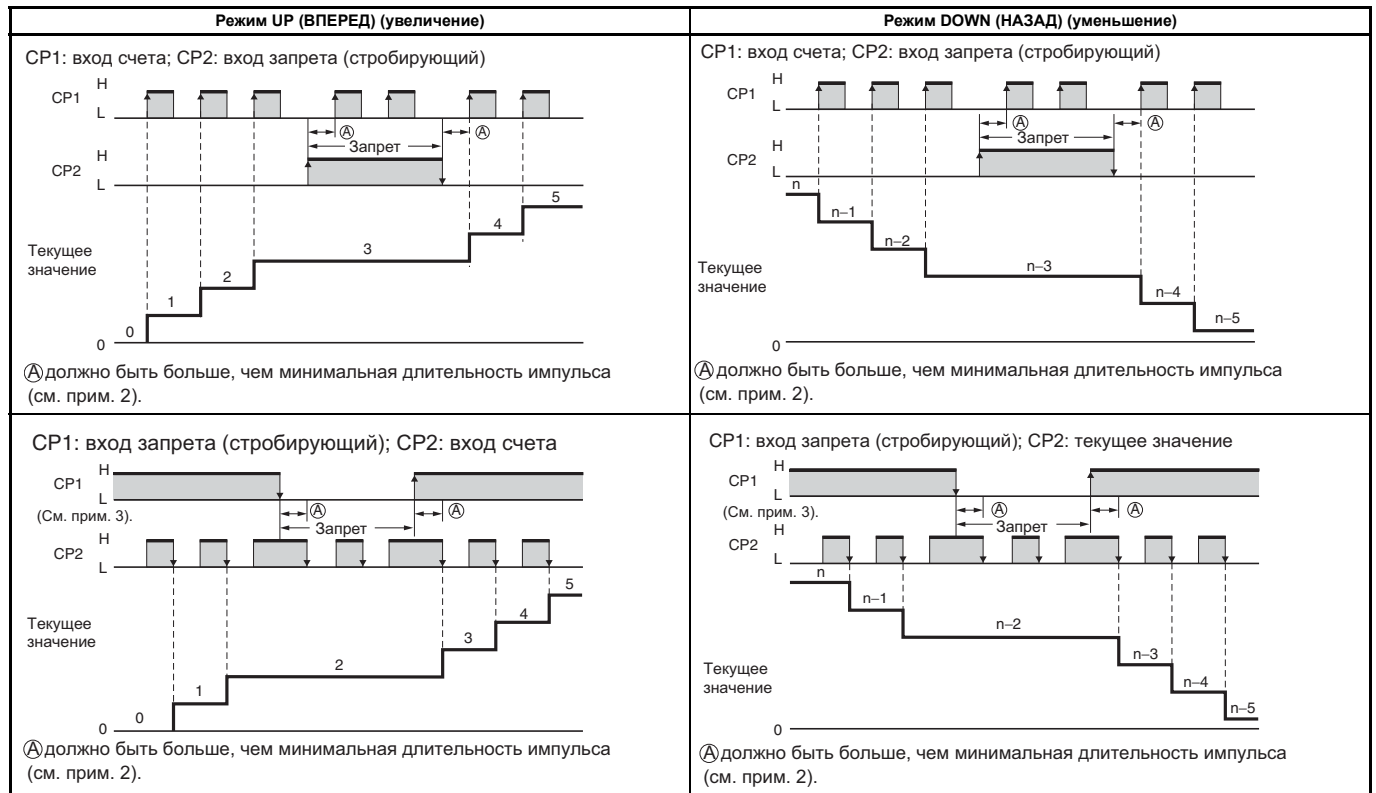 Режим UP (ВПЕРЕД) (увеличение)
Режим DOWN (НАЗАД) (уменьшение)
CP1: вход счета; CP2: вход запрета (стробирующий)
H
CP1
L
A
A
Запрет
H
CP2
L
5
4
3
Текущее
значение
2
1
0
0
A должно быть больше, чем минимальная длительность импульса
(см. прим. 2).
CP1: вход счета; CP2: вход запрета (стробирующий)
H
CP1
L
A
A
Запрет
H
CP2
L
n
n–1
n–2
Текущее
значение
n–3
n–4
n–5
0
A должно быть больше, чем минимальная длительность импульса
(см. прим. 2).
CP1: вход запрета (стробирующий); CP2: вход счета
H
CP1
L
(См. прим. 3).
A
A
Запрет
H
CP2
L
5
4
Текущее
значение
3
2
1
0
0
A должно быть больше, чем минимальная длительность импульса
(см. прим. 2).
CP1: вход запрета (стробирующий); CP2: текущее значение
H
CP1
L
(См. прим. 3).
A
A
Запрет
H
CP2
L
n
n–1
n–2
n–3
Текущее
значение
n–4
n–5
0
A должно быть больше, чем минимальная длительность импульса
(см. прим. 2).